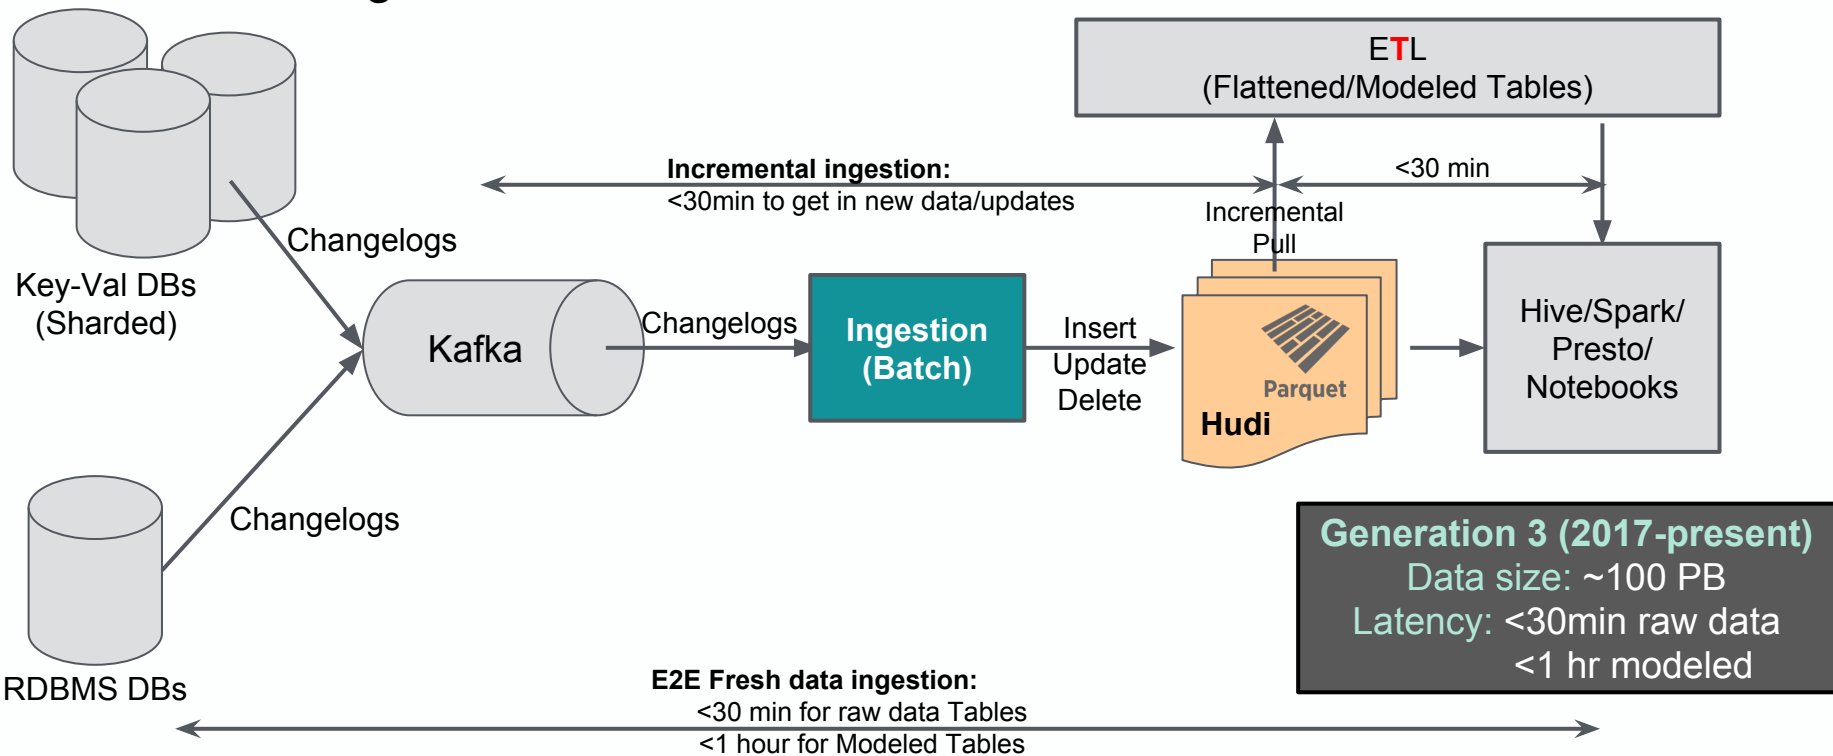 ETL
(Flattened/Modeled Tables)
Incremental ingestion:
<30min to get in new data/updates
<30 min
Incremental
Pull
Changelogs
Key-Val DBs
(Sharded)
Kafka
Changelogs
Ingestion
(Batch)
Insert
Update
Delete
Parquet
Hudi
Hive/Spark/
Presto/
Notebooks
Changelogs
RDBMS DBs
Generation 3 (2017-present)
Data size: ~100 PB
Latency: <30min raw data
<1 hr modeled
E2E Fresh data ingestion:
<30 min for raw data Tables
<1 hour for Modeled Tables